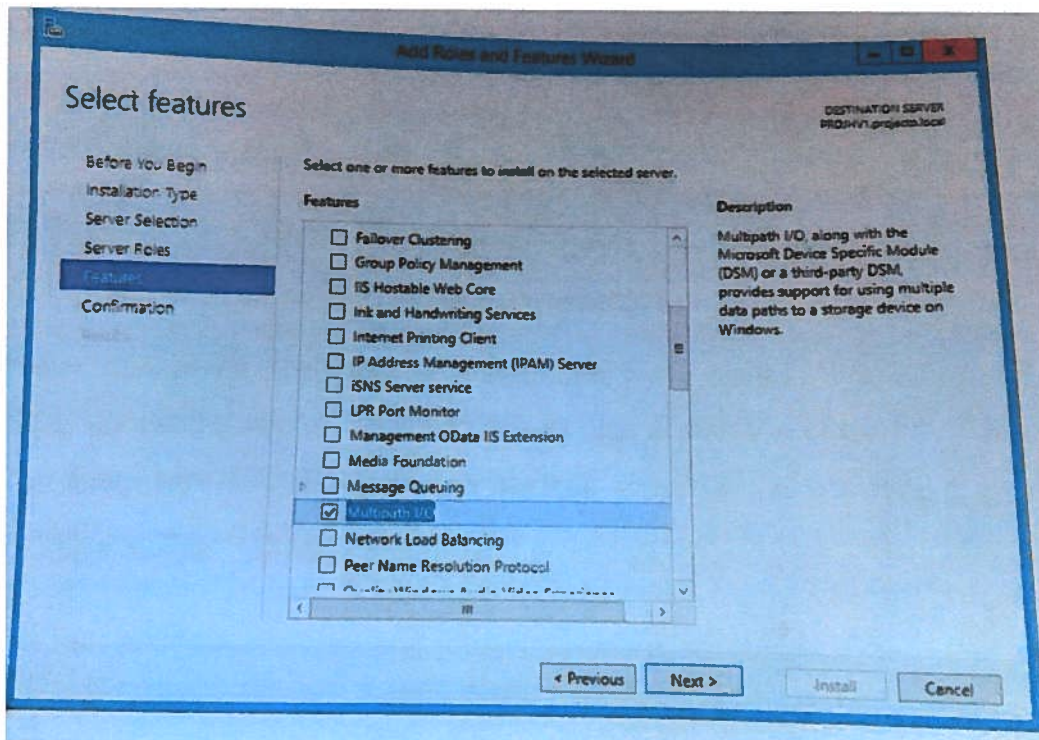 Add Roles and Features Wizard
Select features
DESTINATION SERVER
PROJHV1.projecto.local
Before You Begin
Installation Type
Server Selection
Server Roles
Features
Confirmation
Results
Select one or more features to install on the selected server.
Features
Failover Clustering
Group Policy Management
IIS Hostable Web Core
Ink and Handwriting Services
Internet Printing Client
IP Address Management (IPAM) Server
iSNS Server service
LPR Port Monitor
Management OData IIS Extension
Media Foundation
Message Queuing
Multipath I/O
Network Load Balancing
Peer Name Resolution Protocol
Description
Multipath I/O, along with the
Microsoft Device Specific Module
(DSM) or a third-party DSM,
provides support for using multiple
data paths to a storage device on
Windows.
< Previous
Next >
Install
Cancel